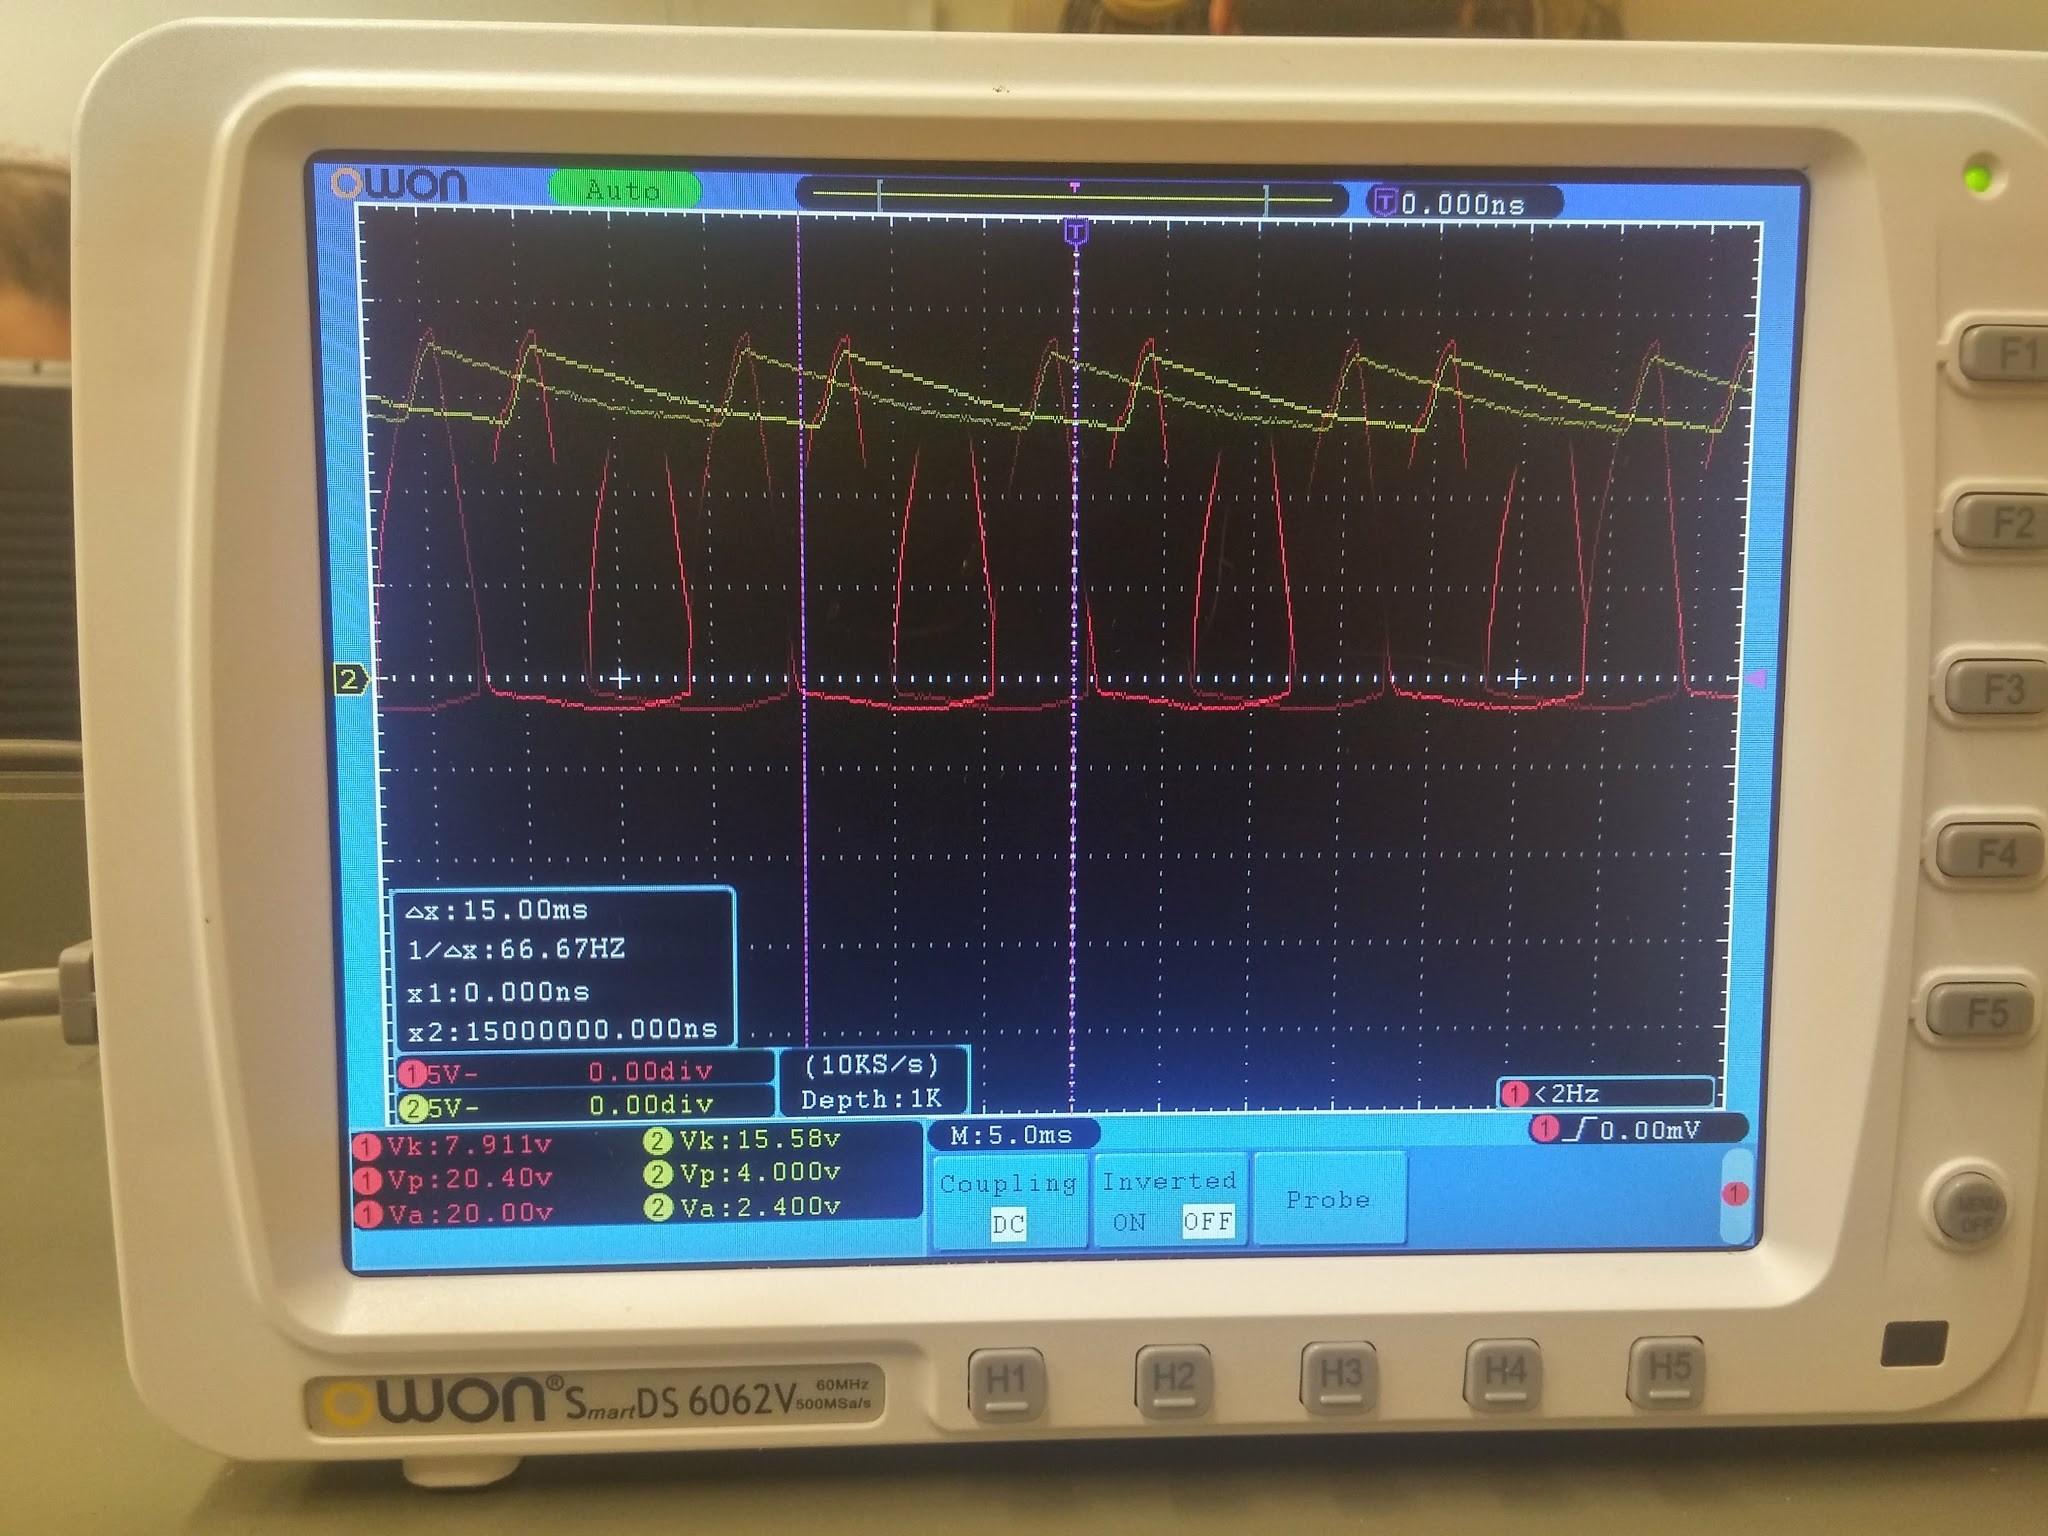 owon Auto T 0.000ns
T
2
△x:15.00ms
1/△x:66.67HZ
x1:0.000ns
x2:15000000.000ns
1 5V- 0.00div
2 5V- 0.00div
(10KS/s)
Depth:1K
1 <2Hz
1 Vk:7.911v 2 Vk:15.58v
1 Vp:20.40v 2 Vp:4.000v
1 Va:20.00v 2 Va:2.400v
M:5.0ms
1 0.00mV
Coupling
DC
Inverted
ON OFF
Probe
1
F1
F2
F3
F4
F5
MENU
OFF
owon® SmartDS 6062V 60MHz
500MSa/s
H1 H2 H3 H4 H5